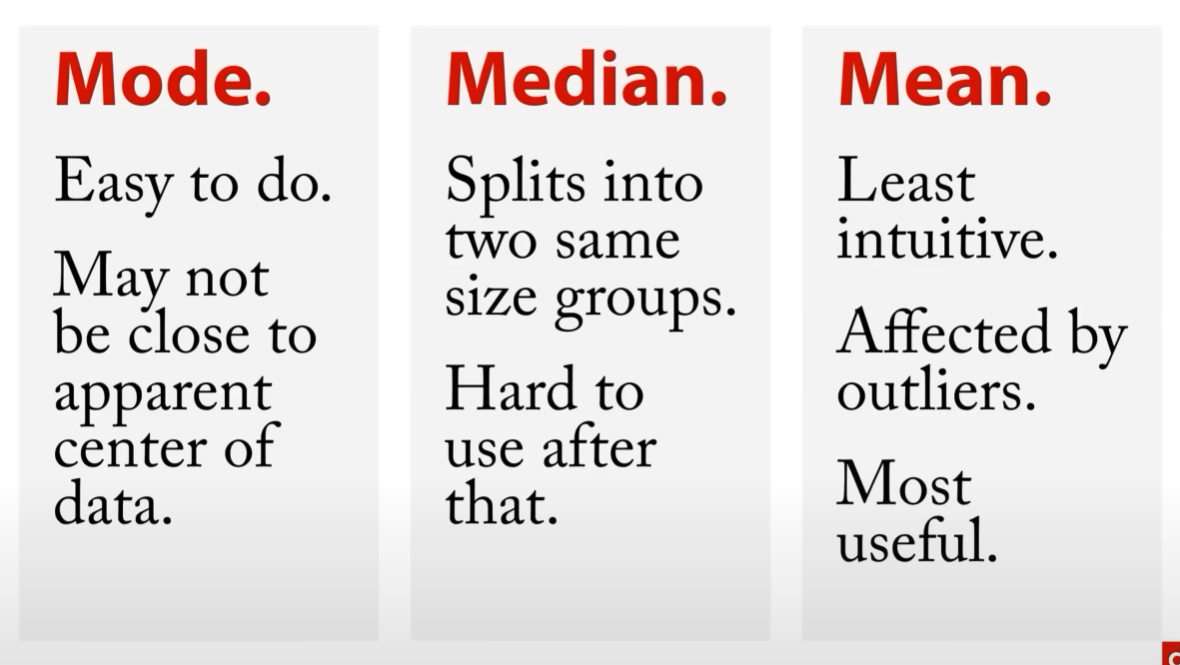 Mode.
Easy to do.
May not
be close to
apparent
center of
data.
Median.
Splits into
two same
size groups.
Hard to
use after
that.
Mean.
Least
intuitive.
Affected by
outliers.
Most
useful.